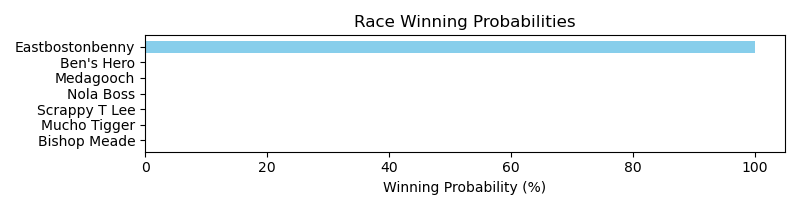 Race Winning Probabilities
Eastbostonbenny
Ben's Hero
Medagooch
Nola Boss
Scrappy T Lee
Mucho Tigger
Bishop Meade
0 20 40 60 80 100
Winning Probability (%)